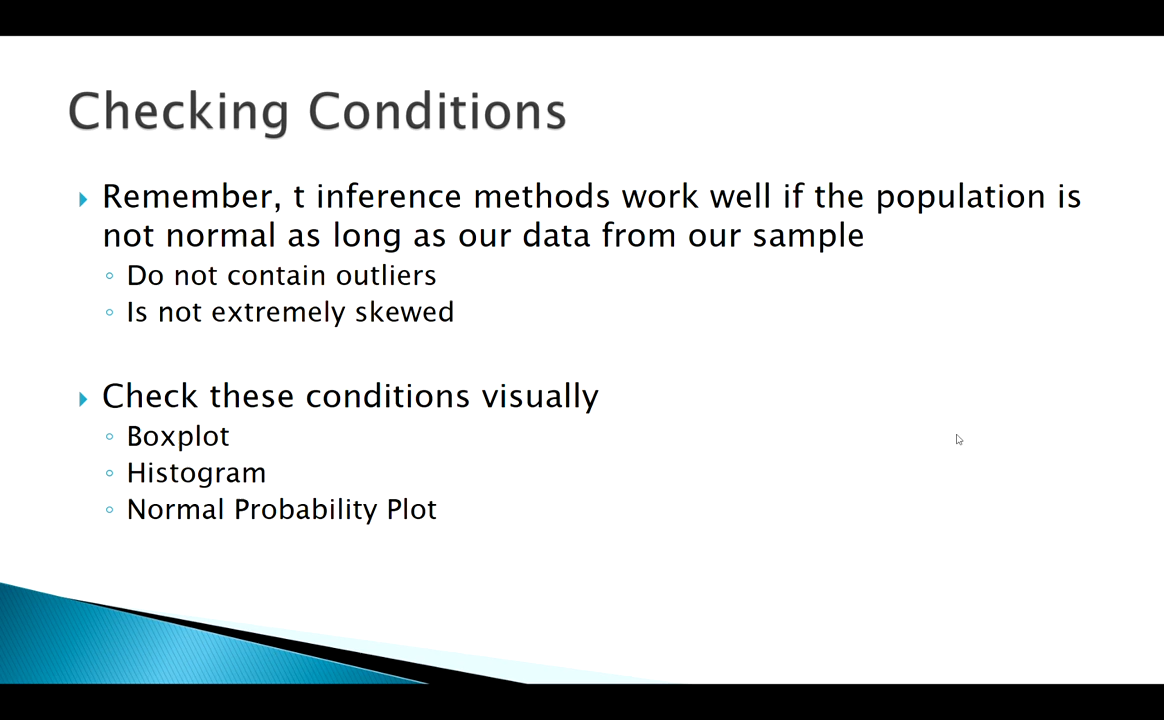 Checking Conditions
Remember, t inference methods work well if the population is
not normal as long as our data from our sample
Do not contain outliers
Is not extremely skewed
Check these conditions visually
Boxplot
Histogram
Normal Probability Plot